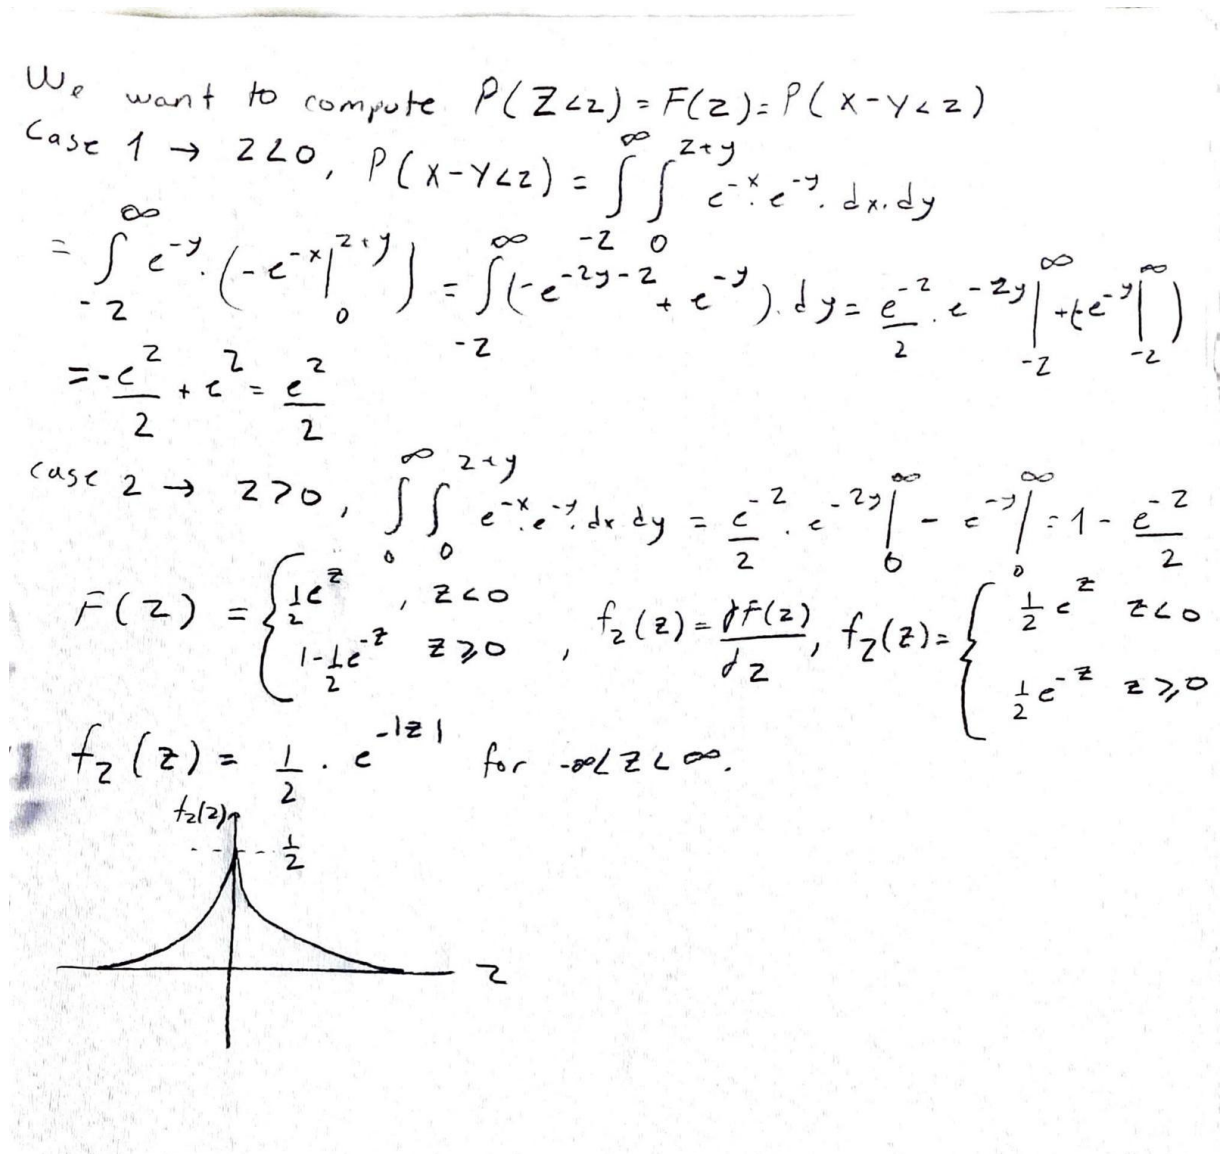 We want to compute P(Z<z) = F(z) = P(X-Y<z)
Case 1 → z<0, P(X-Y<z) = ∫_{-z}^{∞} ∫_{0}^{z+y} e^{-x}.e^{-y}.dx.dy
= ∫_{-z}^{∞} e^{-y}.(-e^{-x}|_{0}^{z+y}) = ∫_{-z}^{∞} (-e^{-2y-z} + e^{-y}).dy = e^{-z}/2 . e^{-2y}|_{-z}^{∞} + (-e^{-y}|_{-z}^{∞})
= -e^{z}/2 + e^{z} = e^{z}/2
case 2 → z>0, ∫_{0}^{∞} ∫_{0}^{z+y} e^{-x}.e^{-y}.dx.dy = e^{-z}/2 . e^{-2y}|_{0}^{∞} - e^{-y}|_{0}^{∞} = 1 - e^{-z}/2
F(z) = { 1/2 e^{z}, z<0 ; 1-1/2 e^{-z} z≥0 , f_z(z) = dF(z)/dz, f_z(z) = { 1/2 e^{z} z<0 ; 1/2 e^{-z} z≥0
f_z(z) = 1/2 . e^{-|z|} for -∞<z<∞.
f_z(z)
1/2
z